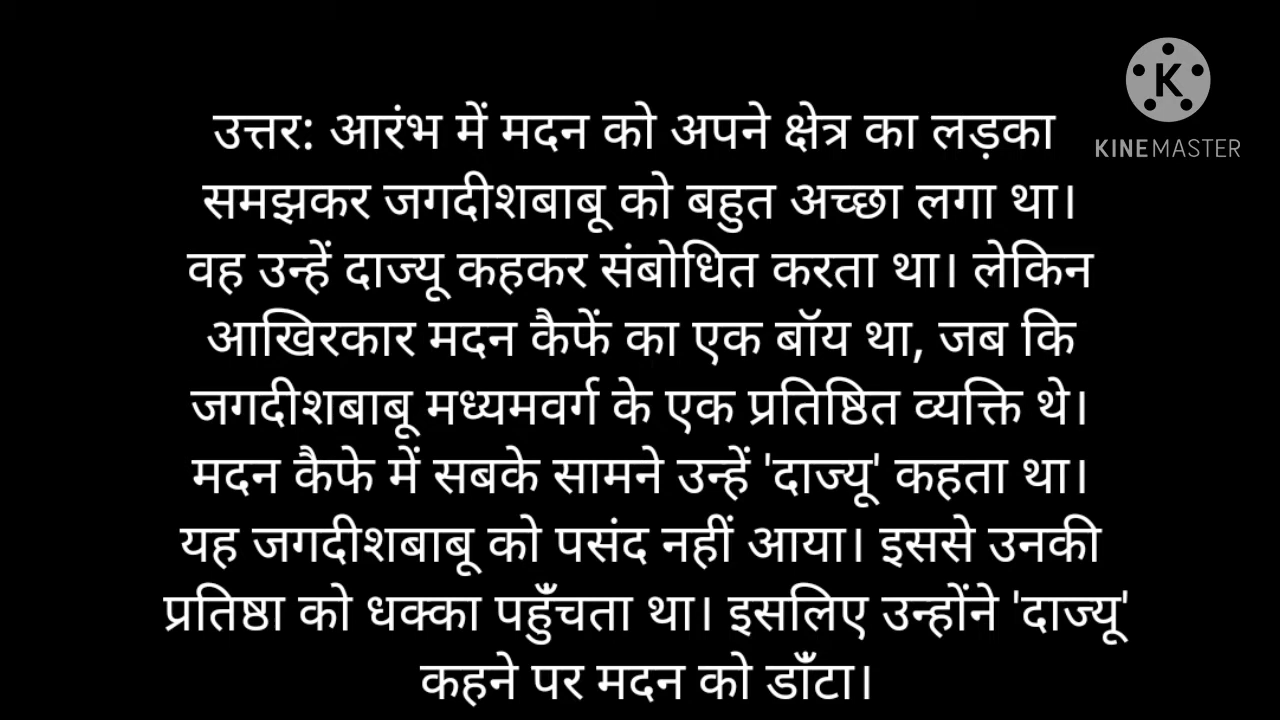 उत्तर: आरंभ में मदन को अपने क्षेत्र का लड़का
KINEMASTER
समझकर जगदीशबाबू को बहुत अच्छा लगा था।
वह उन्हें दाज्यू कहकर संबोधित करता था। लेकिन
आखिरकार मदन कैफें का एक बॉय था, जब कि
जगदीशबाबू मध्यमवर्ग के एक प्रतिष्ठित व्यक्ति थे।
मदन कैफे में सबके सामने उन्हें 'दाज्यू' कहता था।
यह जगदीशबाबू को पसंद नहीं आया। इससे उनकी
प्रतिष्ठा को धक्का पहुँचता था। इसलिए उन्होंने 'दाज्यू'
कहने पर मदन को डाँटा।